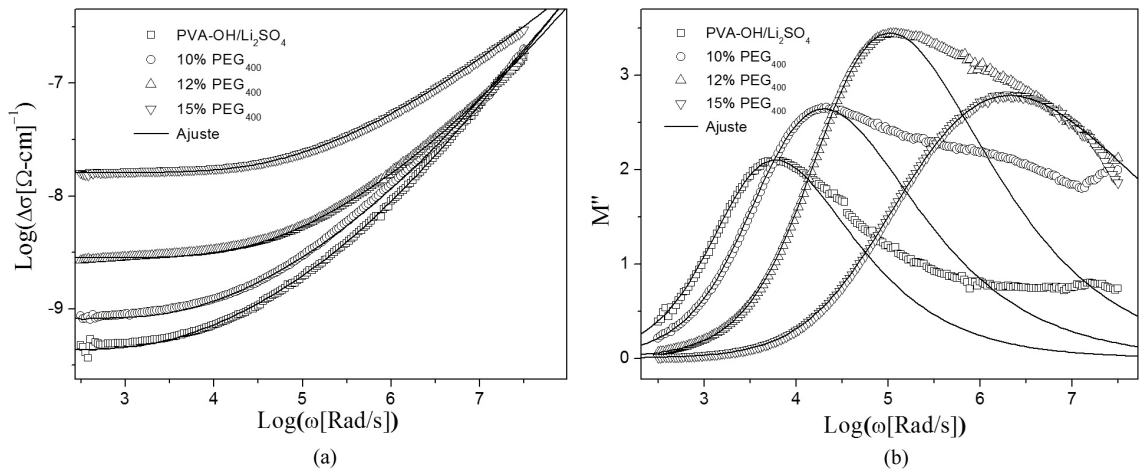 PVA-OH/Li₂SO₄
10% PEG₄₀₀
12% PEG₄₀₀
15% PEG₄₀₀
Ajuste
-7
-8
-9
Log(Δσ[Ω-cm]⁻¹
3 4 5 6 7
Log(ω[Rad/s])
(a)
PVA-OH/Li₂SO₄
10% PEG₄₀₀
12% PEG₄₀₀
15% PEG₄₀₀
Ajuste
3
2
1
0
M''
3 4 5 6 7
Log(ω[Rad/s])
(b)